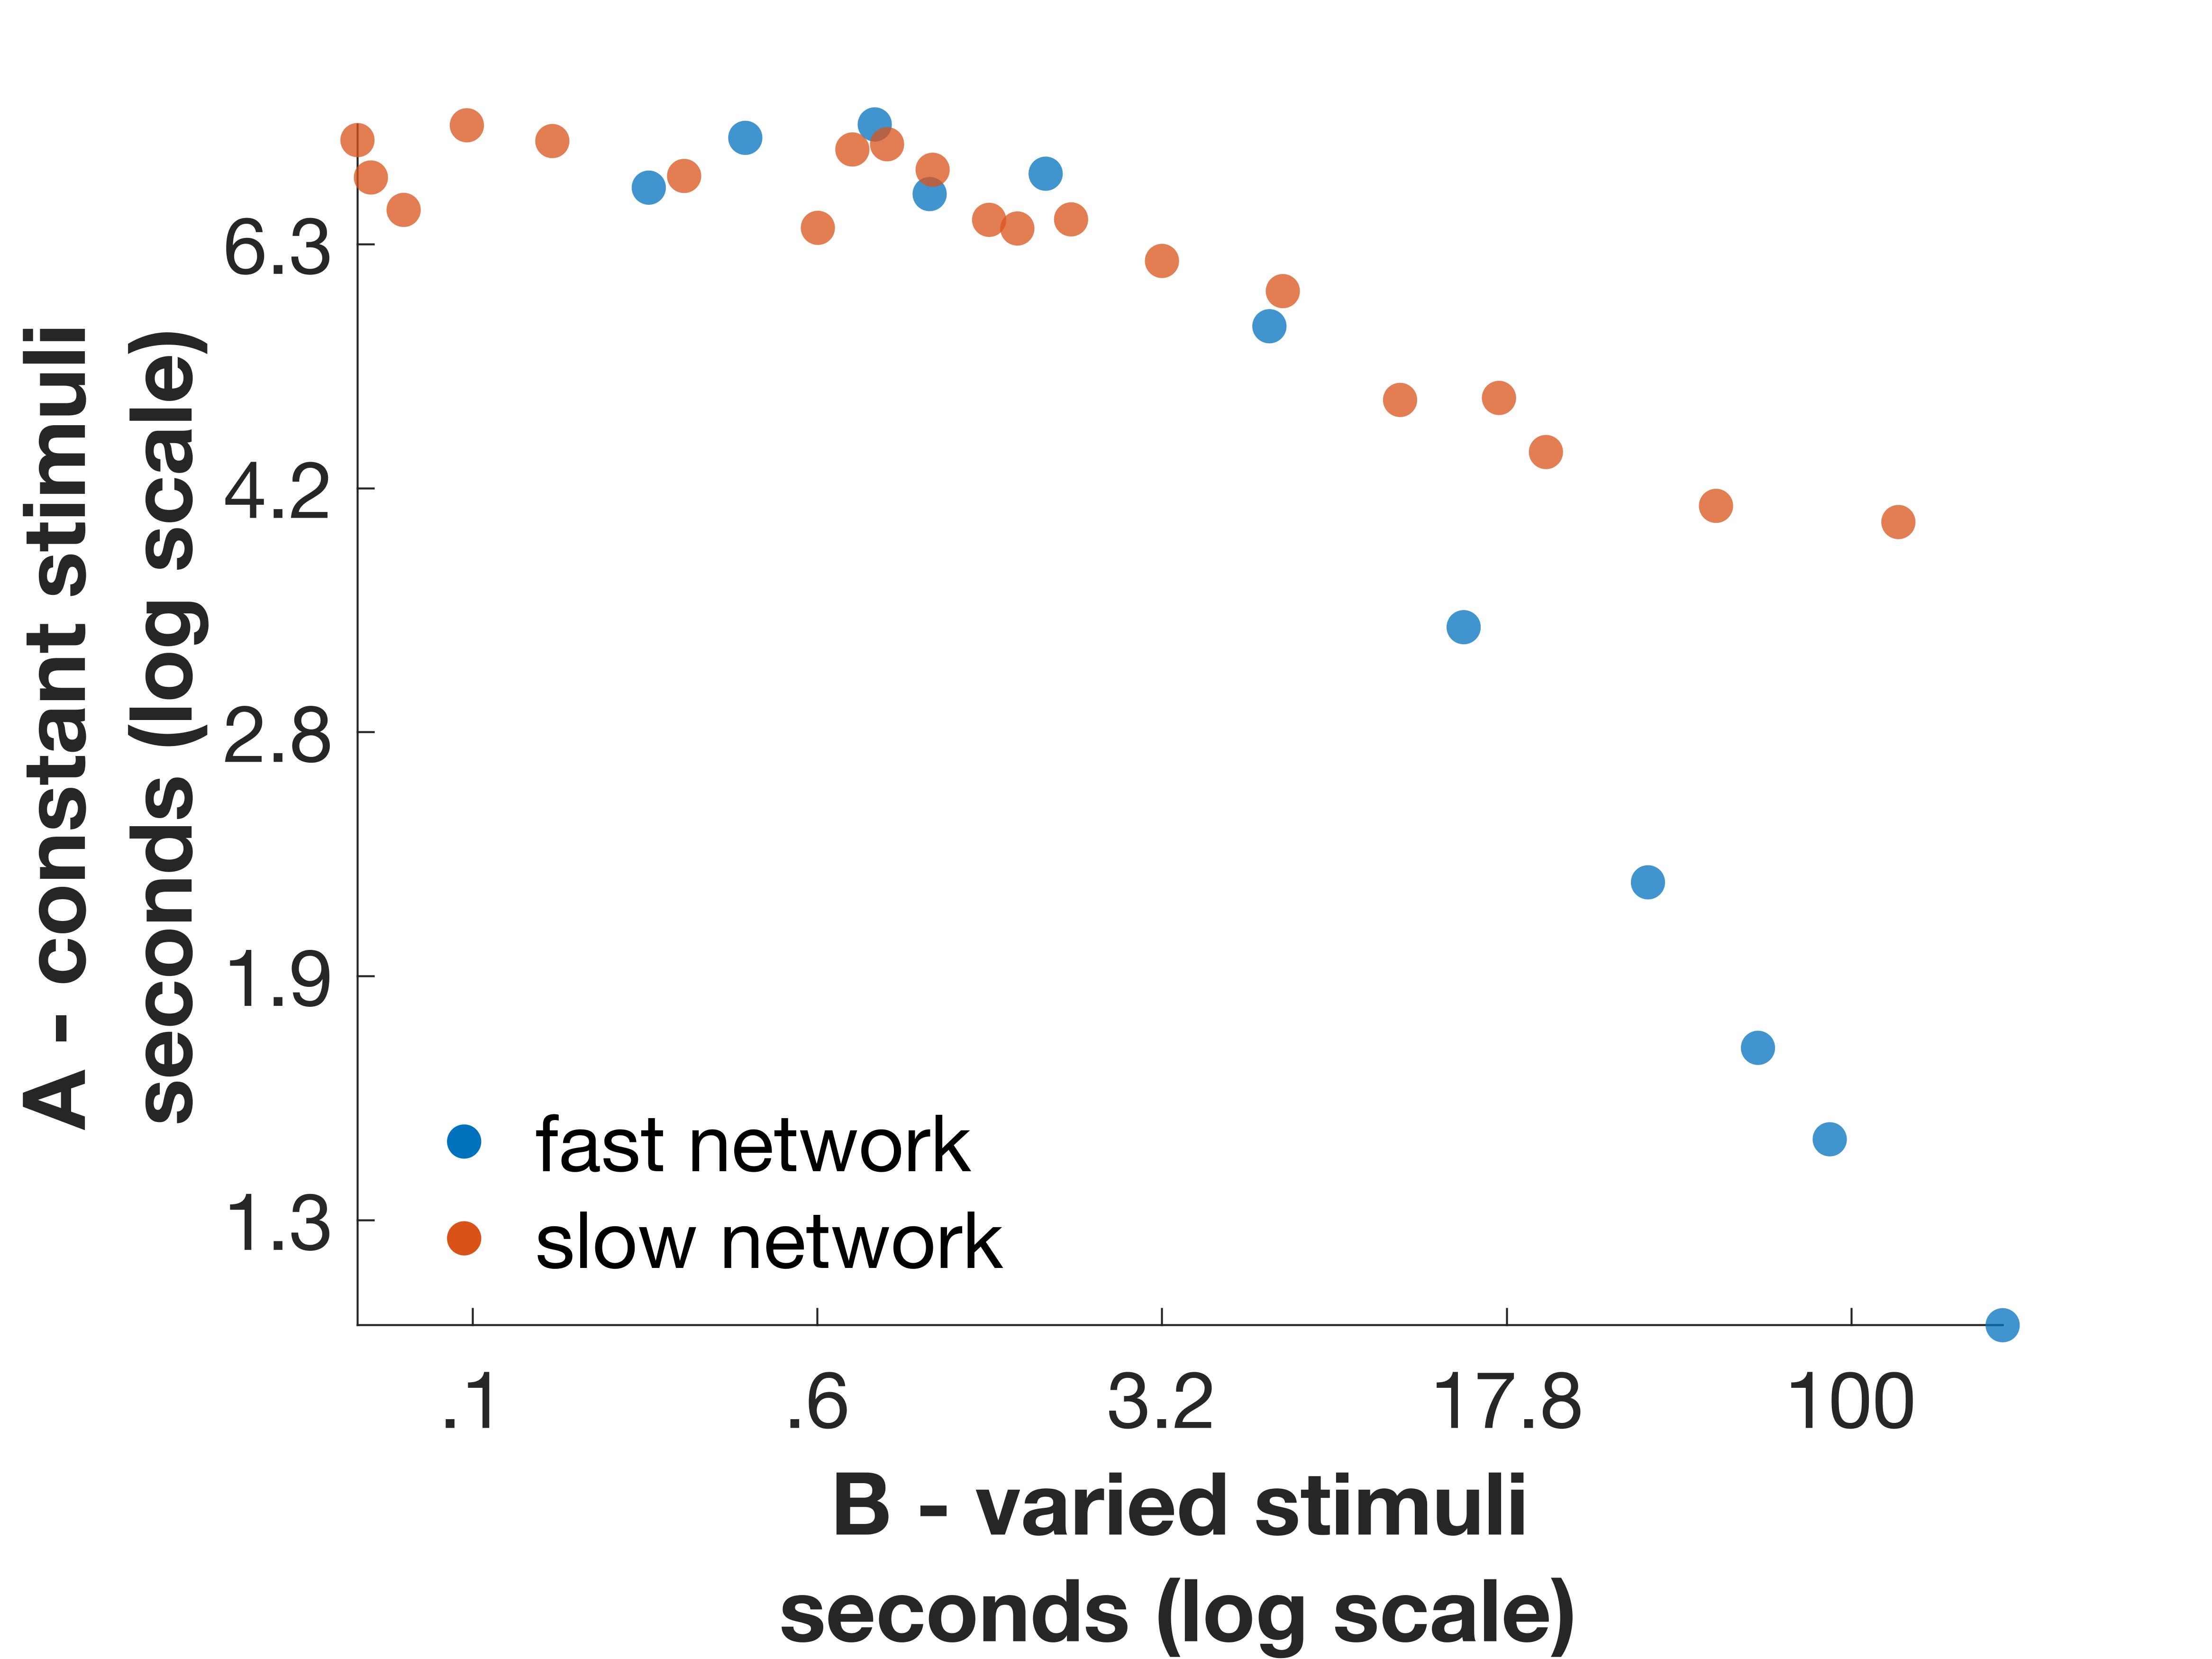 A - constant stimuli
seconds (log scale)
6.3
4.2
2.8
1.9
1.3
fast network
slow network
.1 .6 3.2 17.8 100
B - varied stimuli
seconds (log scale)